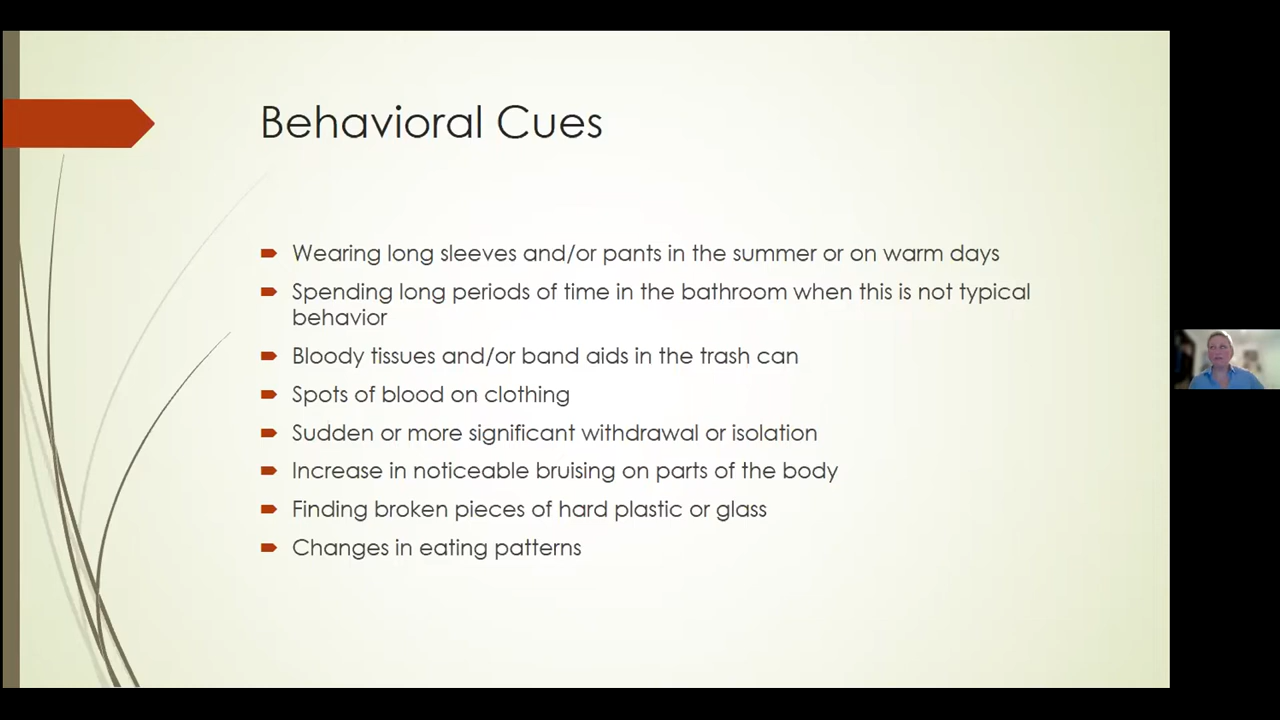 Behavioral Cues
Wearing long sleeves and/or pants in the summer or on warm days
Spending long periods of time in the bathroom when this is not typical
behavior
Bloody tissues and/or band aids in the trash can
Spots of blood on clothing
Sudden or more significant withdrawal or isolation
Increase in noticeable bruising on parts of the body
Finding broken pieces of hard plastic or glass
Changes in eating patterns